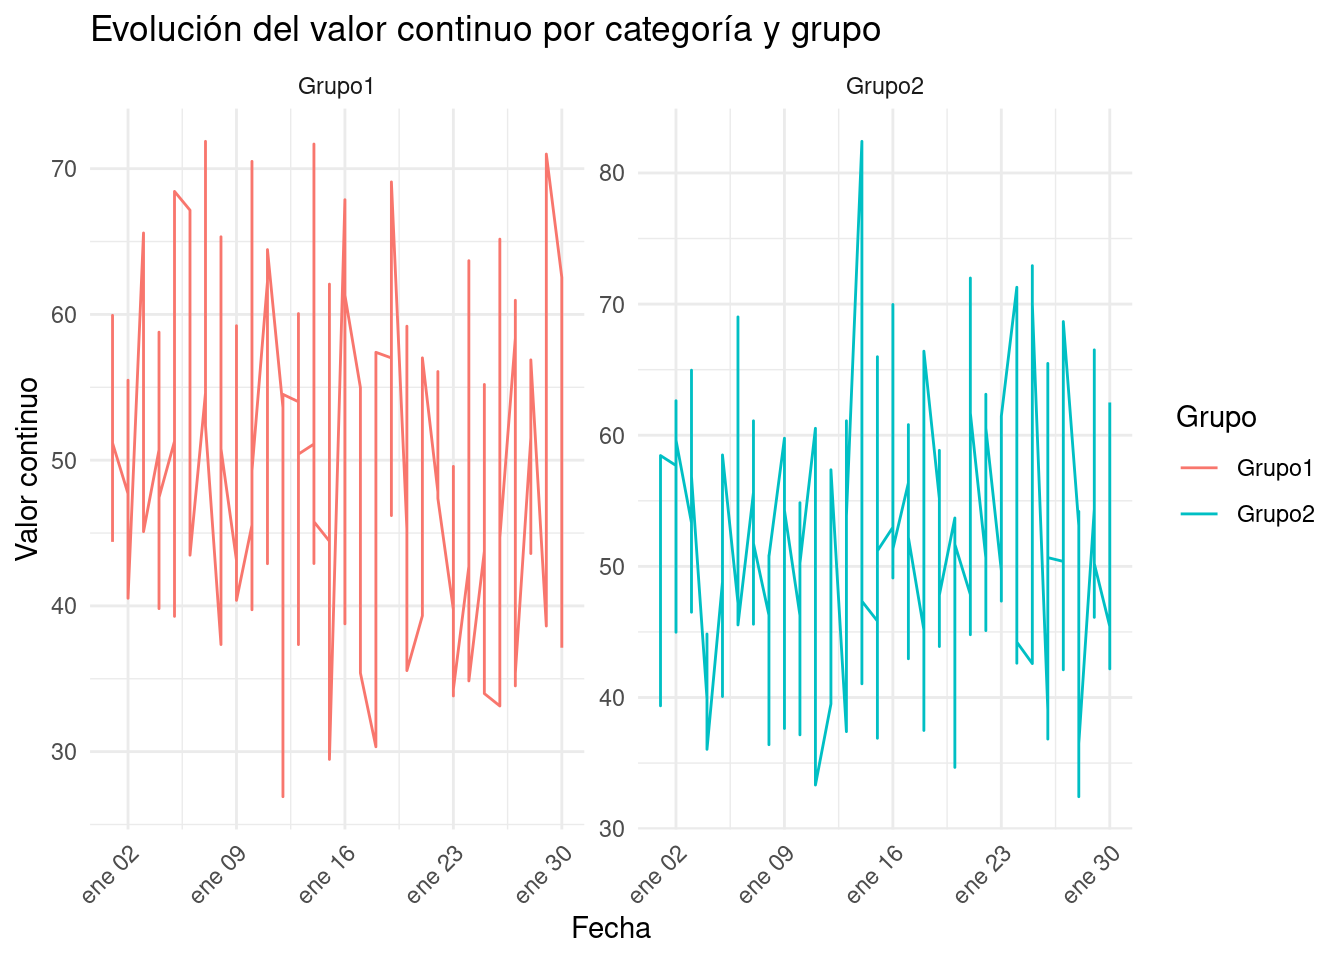 Evolución del valor continuo por categoría y grupo
Grupo1
Grupo2
Valor continuo
70
60
50
40
30
80
70
60
50
40
30
ene 02
ene 09
ene 16
ene 23
ene 30
ene 02
ene 09
ene 16
ene 23
ene 30
Fecha
Grupo
Grupo1
Grupo2